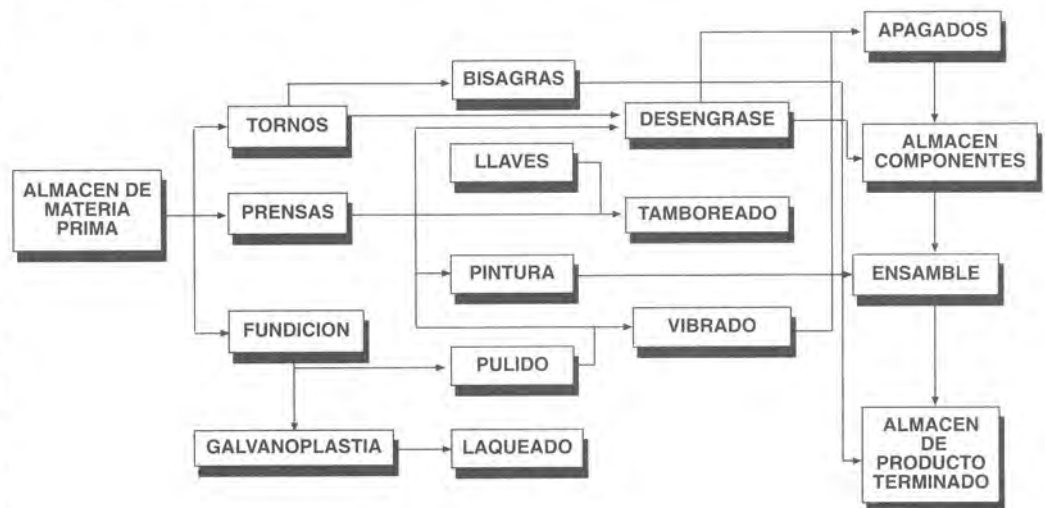 APAGADOS
BISAGRAS
TORNOS
DESENGRASE
ALMACEN
COMPONENTES
LLAVES
ALMACEN DE
MATERIA
PRIMA
PRENSAS
TAMBOREADO
PINTURA
ENSAMBLE
FUNDICION
VIBRADO
PULIDO
GALVANOPLASTIA
LAQUEADO
ALMACEN
DE
PRODUCTO
TERMINADO